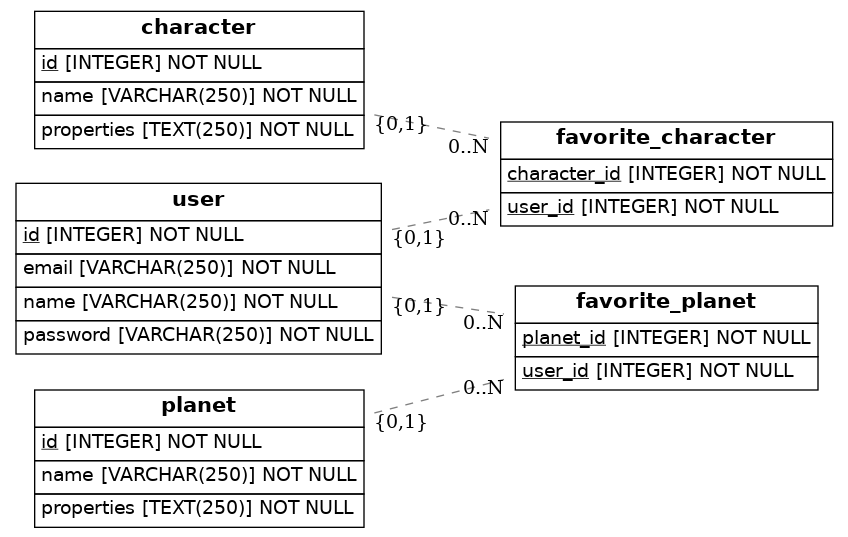 character
id [INTEGER] NOT NULL
name [VARCHAR(250)] NOT NULL
properties [TEXT(250)] NOT NULL
{0,1}
0..N
favorite_character
character_id [INTEGER] NOT NULL
user_id [INTEGER] NOT NULL
user
id [INTEGER] NOT NULL
email [VARCHAR(250)] NOT NULL
name [VARCHAR(250)] NOT NULL
password [VARCHAR(250)] NOT NULL
0..N
{0,1}
{0,1}
0..N
favorite_planet
planet_id [INTEGER] NOT NULL
user_id [INTEGER] NOT NULL
planet
id [INTEGER] NOT NULL
name [VARCHAR(250)] NOT NULL
properties [TEXT(250)] NOT NULL
0..N
{0,1}